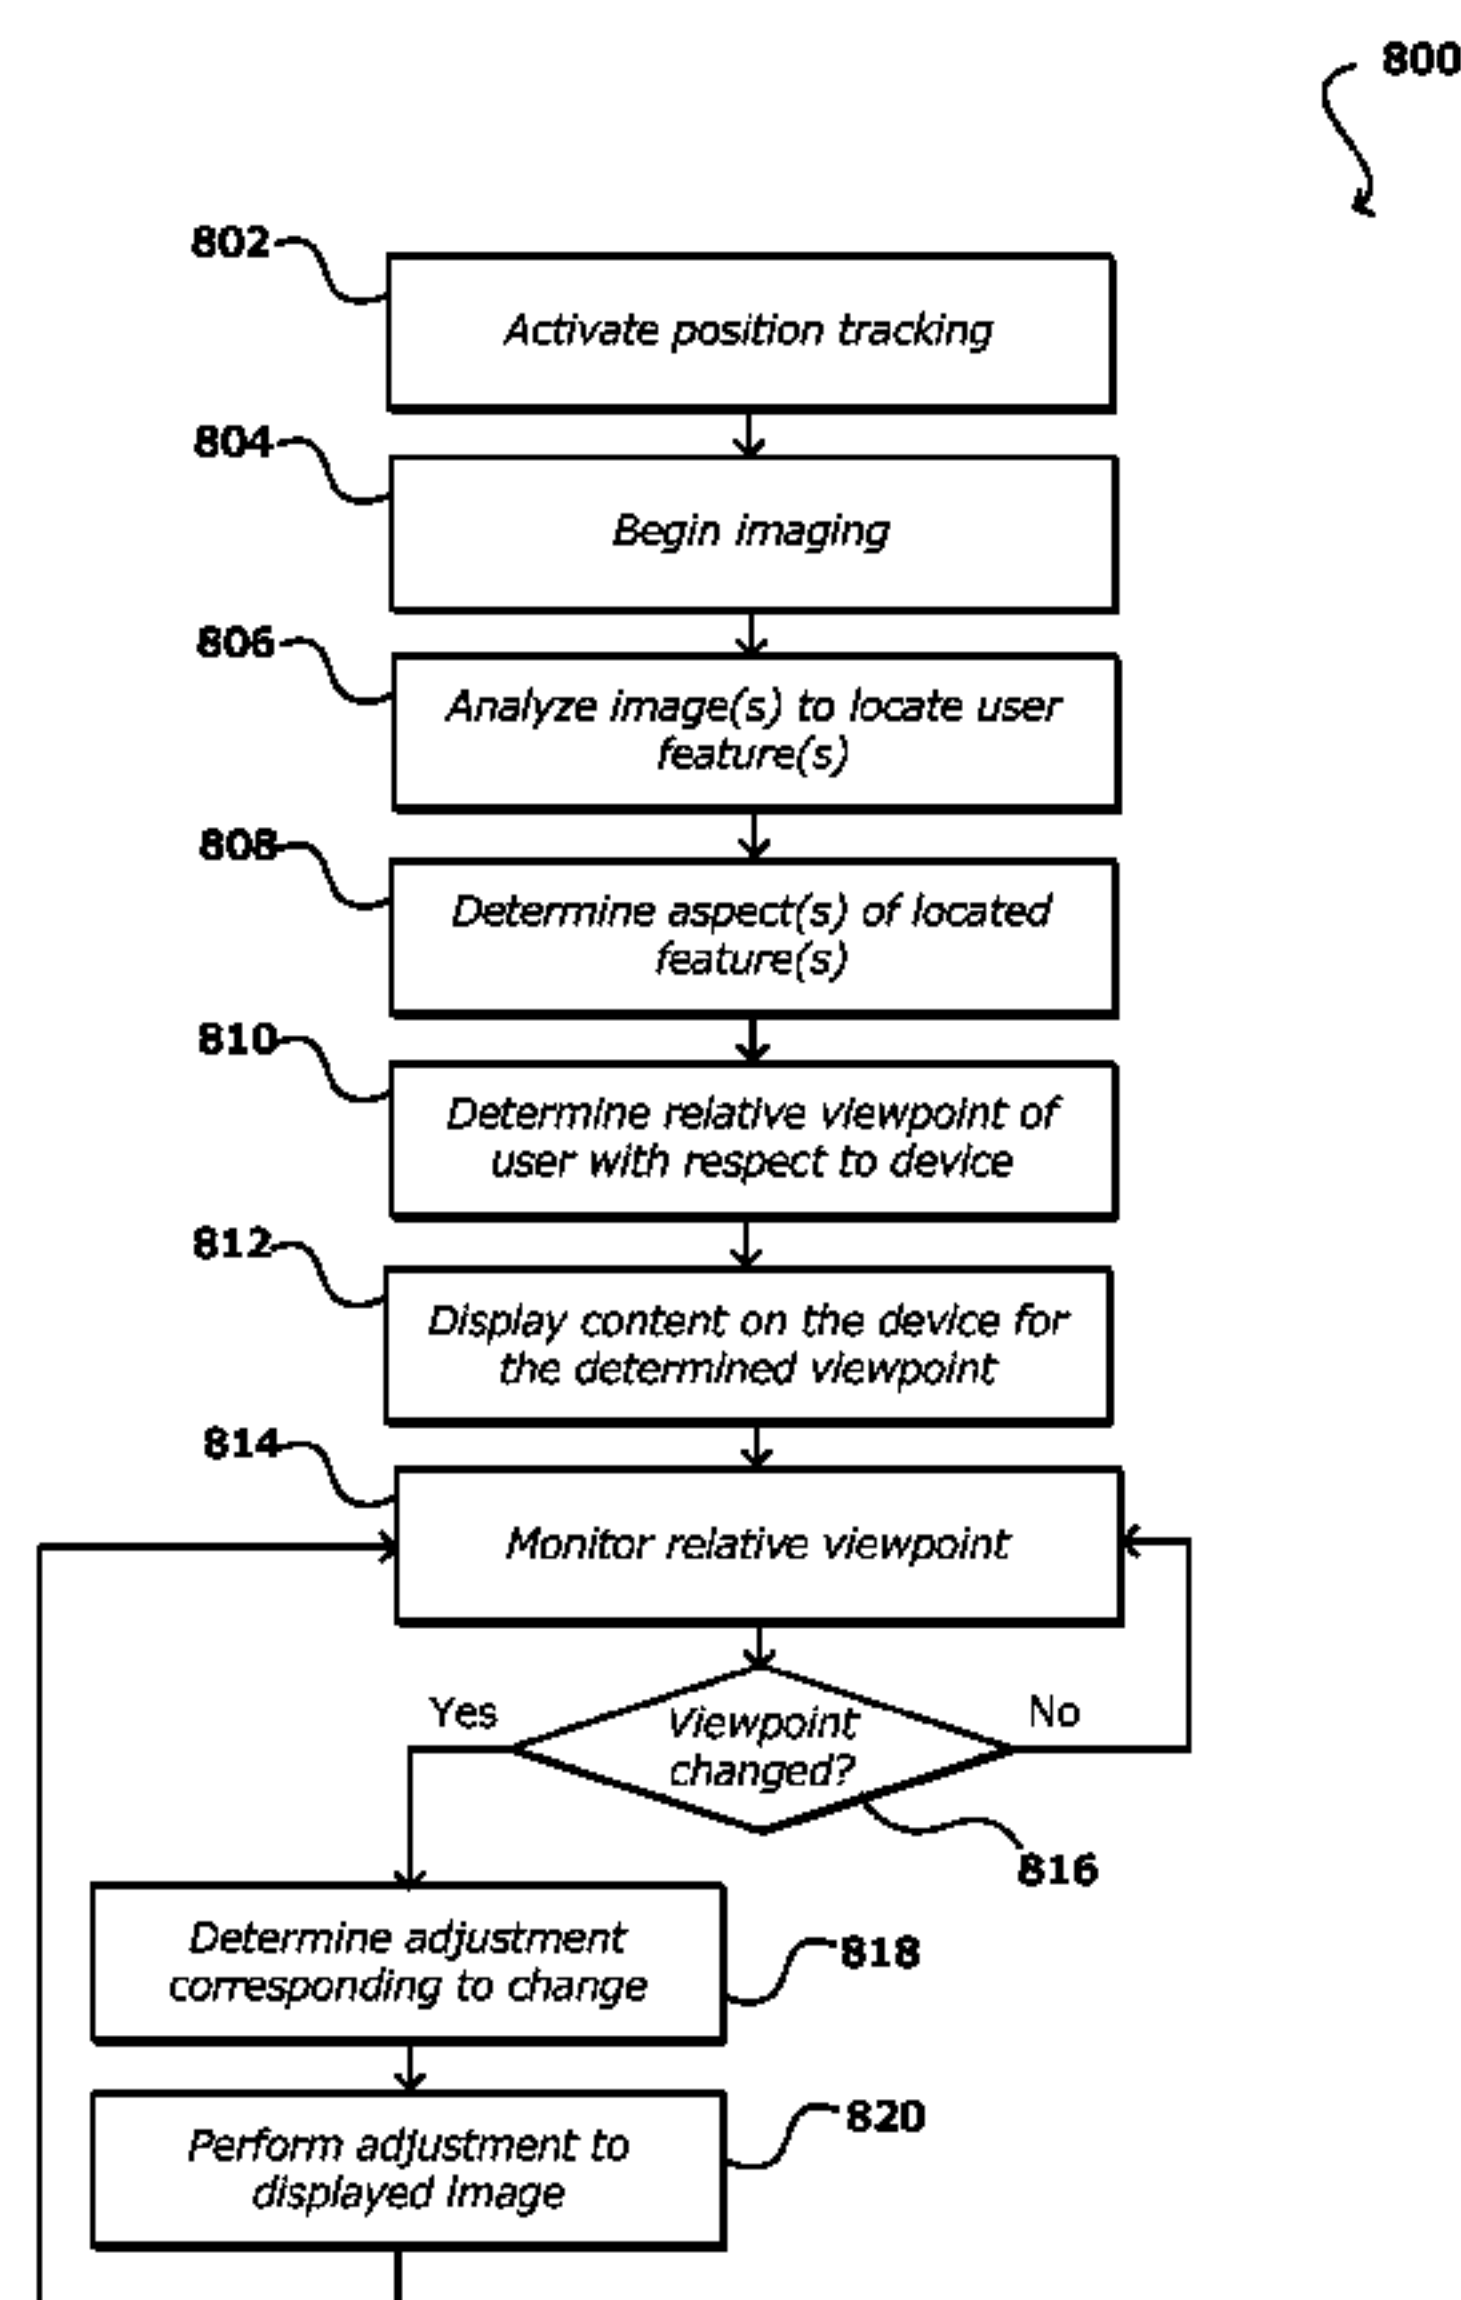 800
802
Activate position tracking
804
Begin imaging
806
Analyze image(s) to locate user
feature(s)
808
Determine aspect(s) of located
feature(s)
810
Determine relative viewpoint of
user with respect to device
812
Display content on the device for
the determined viewpoint
814
Monitor relative viewpoint
Yes
Viewpoint
changed?
No
816
Determine adjustment
corresponding to change
818
Perform adjustment to
displayed image
820